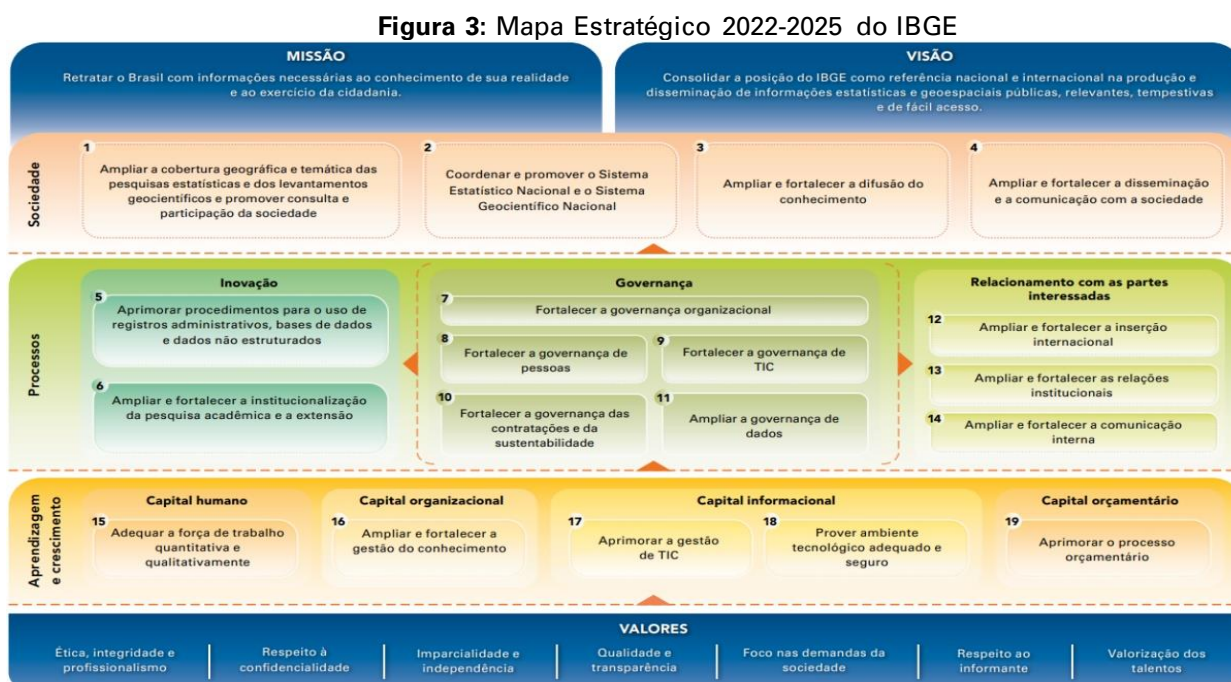 Figura 3: Mapa Estratégico 2022-2025 do IBGE
MISSÃO
Retratar o Brasil com informações necessárias ao conhecimento de sua realidade
e ao exercício da cidadania.
VISÃO
Consolidar a posição do IBGE como referência nacional e internacional na produção e
disseminação de informações estatísticas e geoespaciais públicas, relevantes, tempestivas
e de fácil acesso.
Sociedade
1
Ampliar a cobertura geográfica e temática das
pesquisas estatísticas e dos levantamentos
geocientíficos e promover consulta e
participação da sociedade
2
Coordenar e promover o Sistema
Estatístico Nacional e o Sistema
Geocientífico Nacional
3
Ampliar e fortalecer a difusão do
conhecimento
4
Ampliar e fortalecer a disseminação
e a comunicação com a sociedade
Processos
Inovação
5
Aprimorar procedimentos para o uso de
registros administrativos, bases de dados
e dados não estruturados
6
Ampliar e fortalecer a institucionalização
da pesquisa acadêmica e a extensão
Governança
7
Fortalecer a governança organizacional
8
Fortalecer a governança de
pessoas
9
Fortalecer a governança de
TIC
10
Fortalecer a governança das
contratações e da
sustentabilidade
11
Ampliar a governança de
dados
Relacionamento com as partes
interessadas
12
Ampliar e fortalecer a inserção
internacional
13
Ampliar e fortalecer as relações
institucionais
14
Ampliar e fortalecer a comunicação
interna
Aprendizagem
e crescimento
Capital humano
15
Adequar a força de trabalho
quantitativa e
qualitativamente
Capital organizacional
16
Ampliar e fortalecer a
gestão do conhecimento
Capital informacional
17
Aprimorar a gestão
de TIC
18
Prover ambiente
tecnológico adequado e
seguro
Capital orçamentário
19
Aprimorar o processo
orçamentário
VALORES
Ética, integridade e
profissionalismo
Respeito à
confidencialidade
Imparcialidade e
independência
Qualidade e
transparência
Foco nas demandas da
sociedade
Respeito ao
informante
Valorização dos
talentos